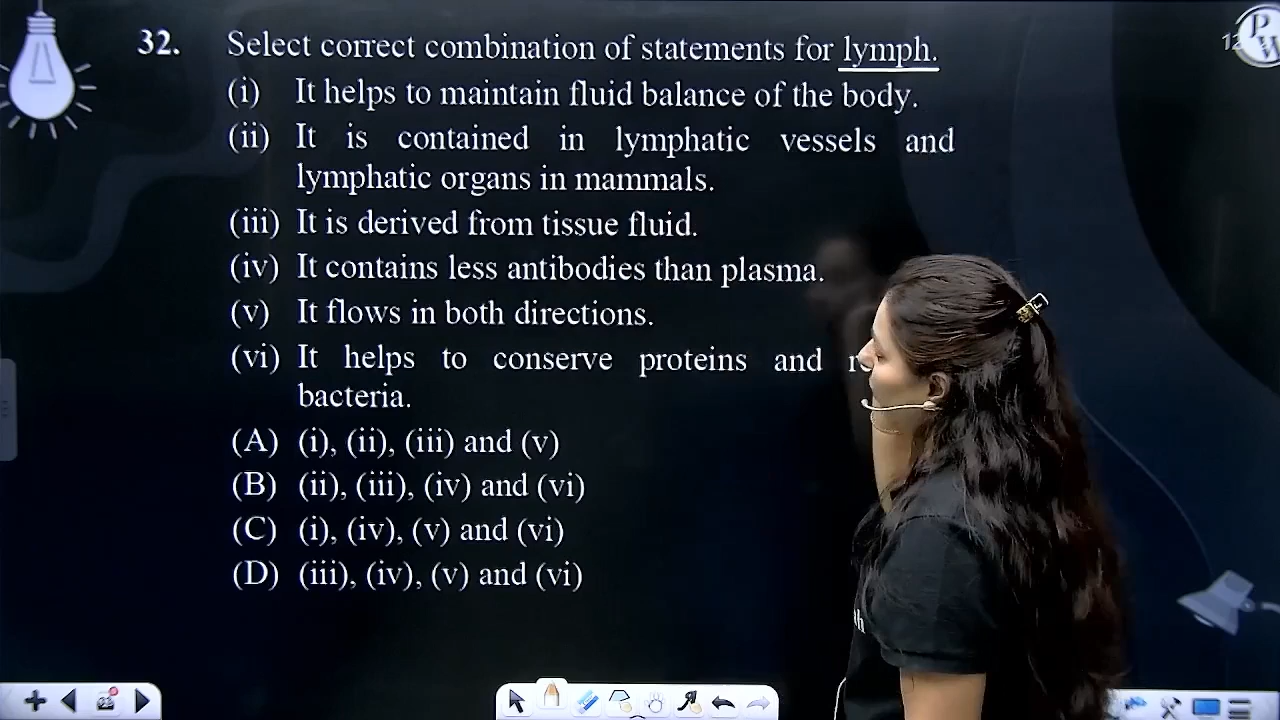 32. Select correct combination of statements for lymph.
(i) It helps to maintain fluid balance of the body.
(ii) It is contained in lymphatic vessels and
lymphatic organs in mammals.
(iii) It is derived from tissue fluid.
(iv) It contains less antibodies than plasma.
(v) It flows in both directions.
(vi) It helps to conserve proteins and
bacteria.
(A) (i), (ii), (iii) and (v)
(B) (ii), (iii), (iv) and (vi)
(C) (i), (iv), (v) and (vi)
(D) (iii), (iv), (v) and (vi)
P
W